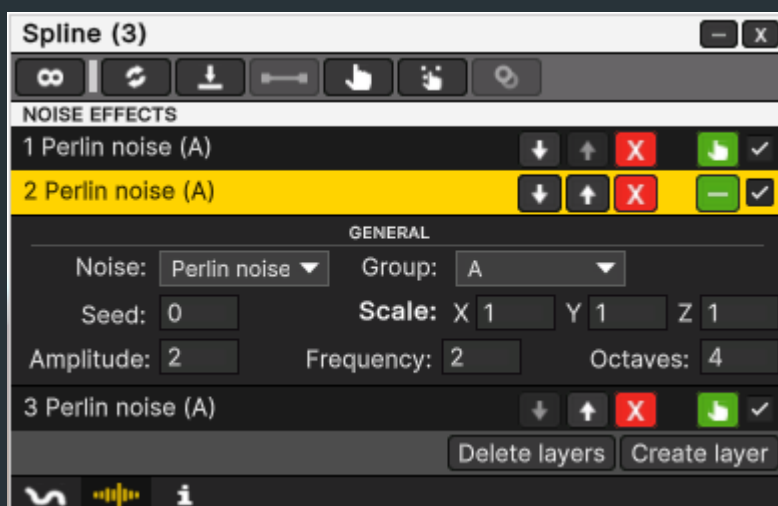 Spline (3)
NOISE EFFECTS
1 Perlin noise (A)
2 Perlin noise (A)
GENERAL
Noise: Perlin noise Group: A
Seed: 0 Scale: X 1 Y 1 Z 1
Amplitude: 2 Frequency: 2 Octaves: 4
3 Perlin noise (A)
Delete layers Create layer